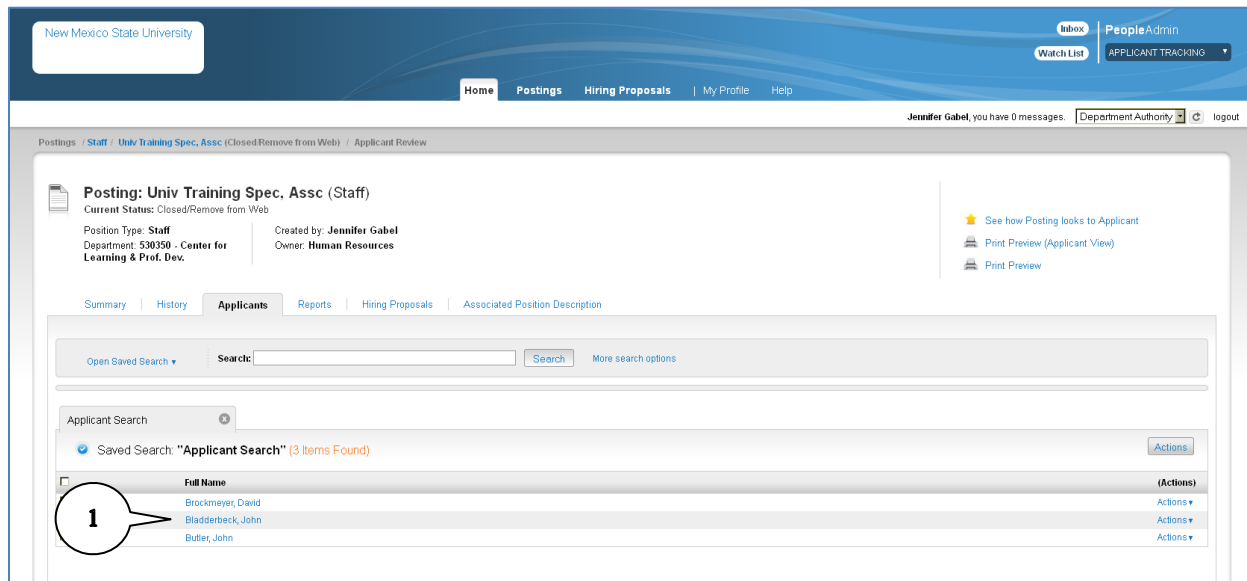 New Mexico State University
Inbox
PeopleAdmin
Watch List
APPLICANT TRACKING
Home Postings Hiring Proposals | My Profile Help
Jennifer Gabel, you have 0 messages. Department Authority logout
Postings / Staff / Univ Training Spec, Assc (Closed/Remove from Web) / Applicant Review
Posting: Univ Training Spec, Assc (Staff)
Current Status: Closed/Remove from Web
Position Type: Staff
Department: 530350 - Center for
Learning & Prof. Dev.
Created by: Jennifer Gabel
Owner: Human Resources
See how Posting looks to Applicant
Print Preview (Applicant View)
Print Preview
Summary History Applicants Reports Hiring Proposals Associated Position Description
Open Saved Search Search: Search More search options
Applicant Search
Saved Search: "Applicant Search" (3 Items Found) Actions
Full Name (Actions)
Brockmeyer, David Actions
1
Bladderbeck, John Actions
Butler, John Actions